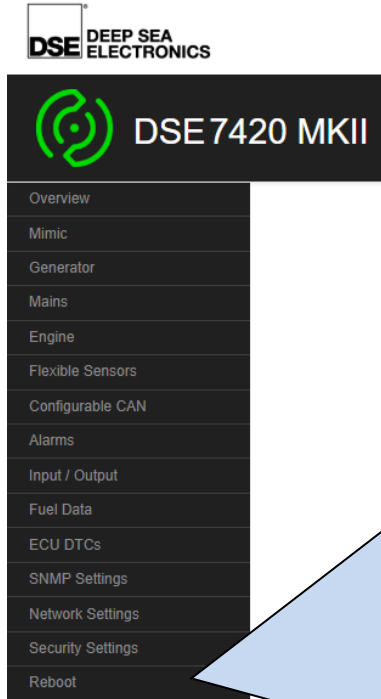 DSE DEEP SEA
ELECTRONICS
DSE7420 MKII
Overview
Mimic
Generator
Mains
Engine
Flexible Sensors
Configurable CAN
Alarms
Input / Output
Fuel Data
ECU DTCs
SNMP Settings
Network Settings
Security Settings
Reboot